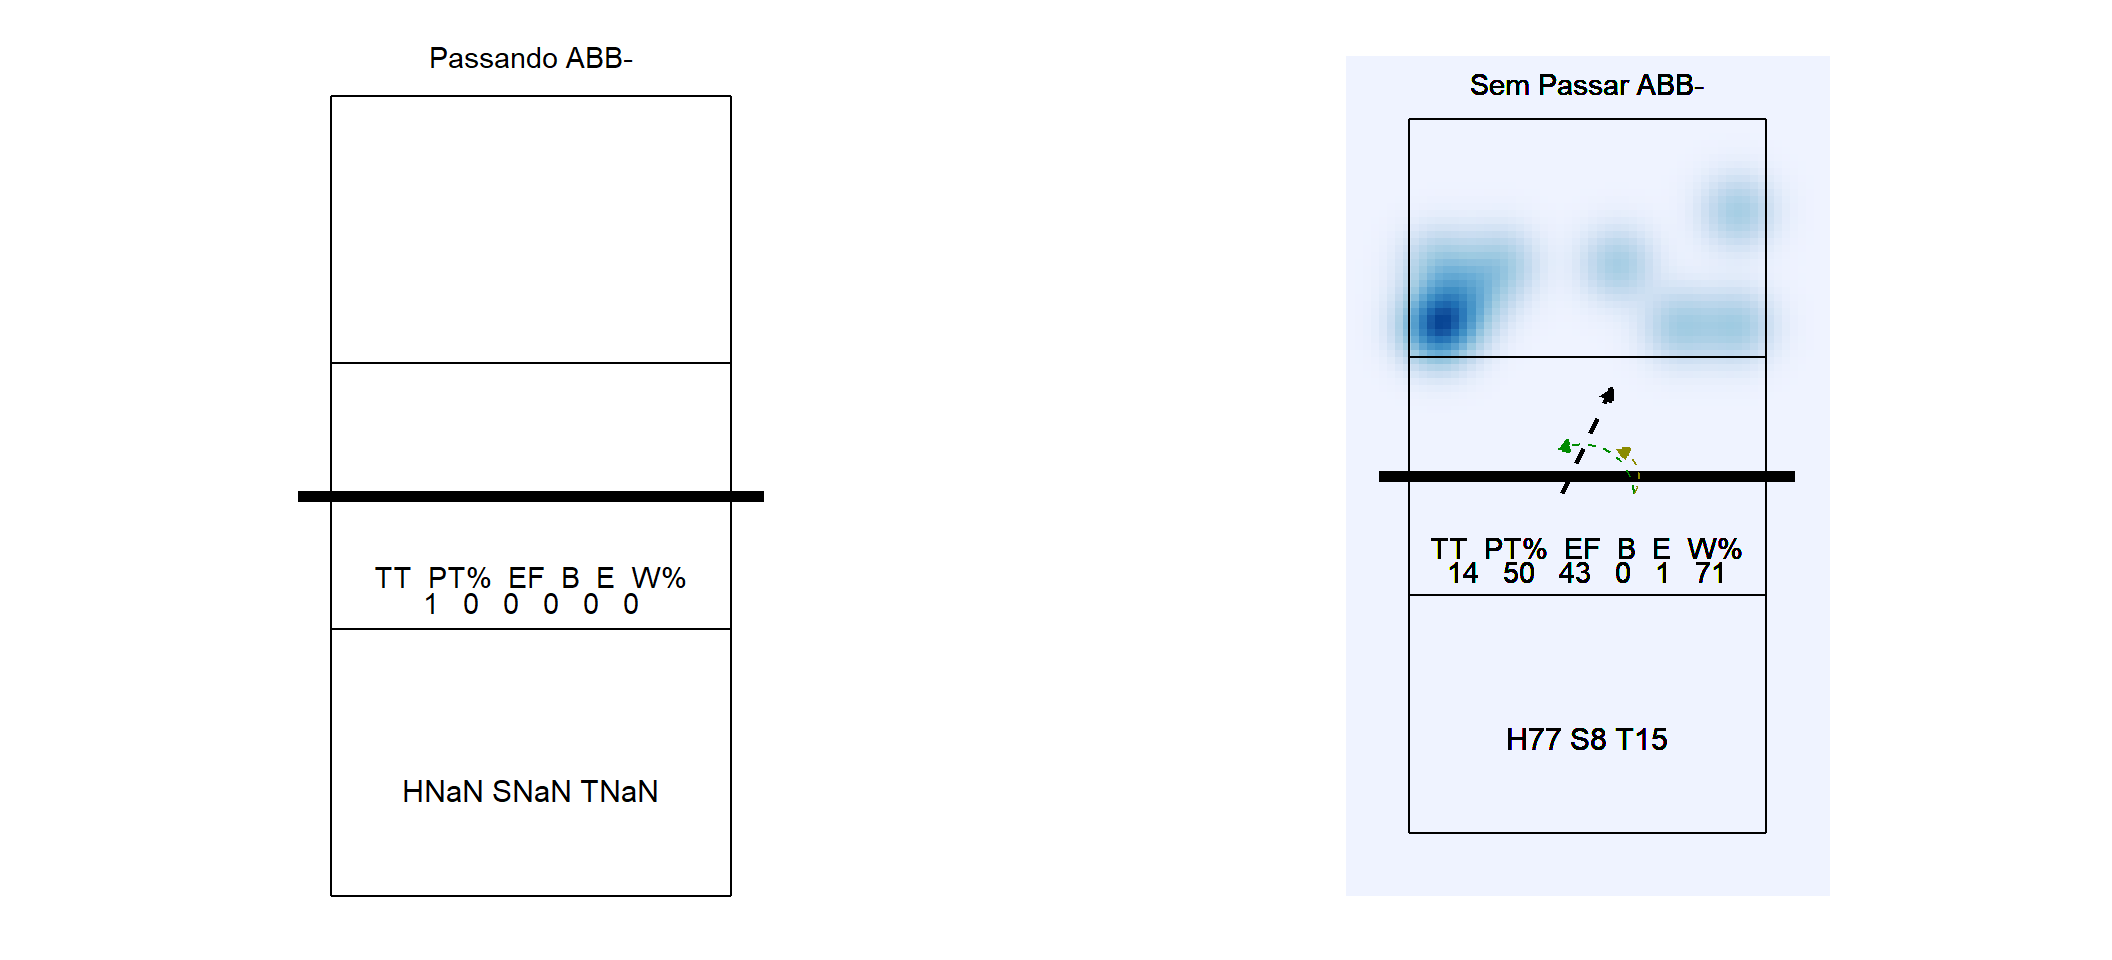 Passando ABB-
TT PT% EF B E W%
1 0 0 0 0 0
HNaN SNaN TNaN
Sem Passar ABB-
TT PT% EF B E W%
14 50 43 0 1 71
H77 S8 T15